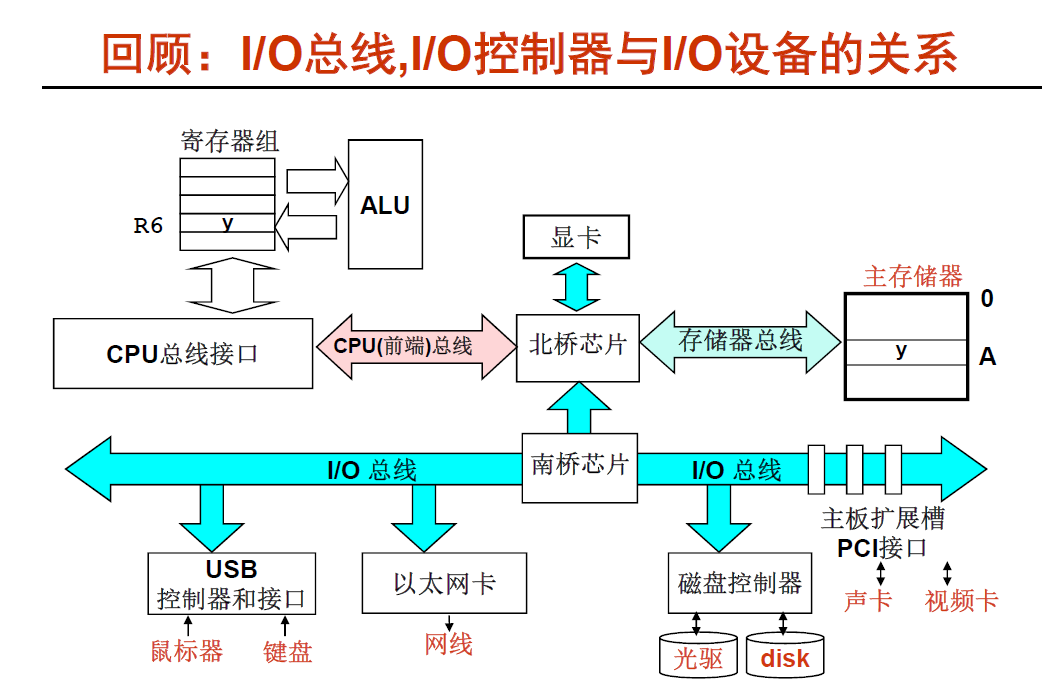 回顾：I/O总线,I/O控制器与I/O设备的关系
寄存器组
R6
y
ALU
显卡
主存储器
0
CPU总线接口
CPU(前端)总线
北桥芯片
存储器总线
y
A
I/O 总线
南桥芯片
I/O 总线
主板扩展槽
PCI接口
USB
控制器和接口
以太网卡
磁盘控制器
声卡
视频卡
鼠标器
键盘
网线
光驱
disk